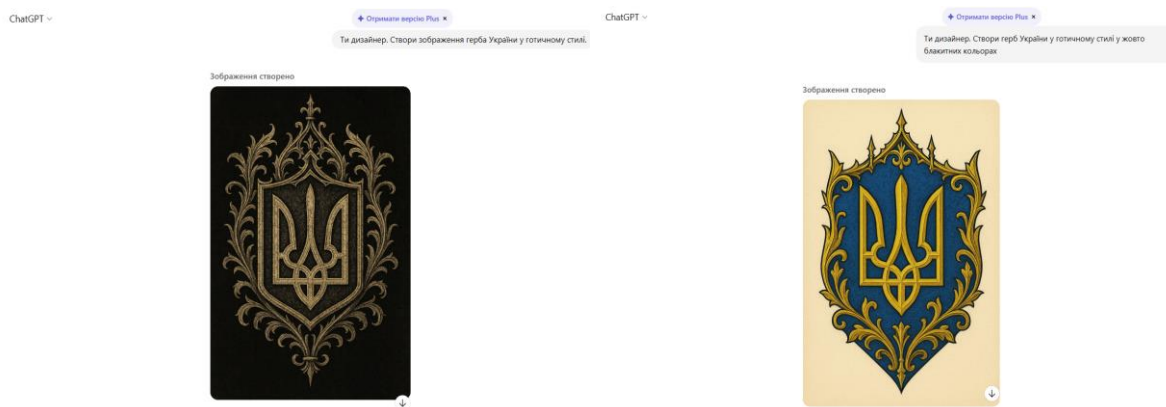 ChatGPT
Отримати версію Plus ×
Ти дизайнер. Створи зображення герба України у готичному стилі.
Зображення створено
ChatGPT
Отримати версію Plus ×
Ти дизайнер. Створи герб України у готичному стилі у жовто
блакитних кольорах
Зображення створено